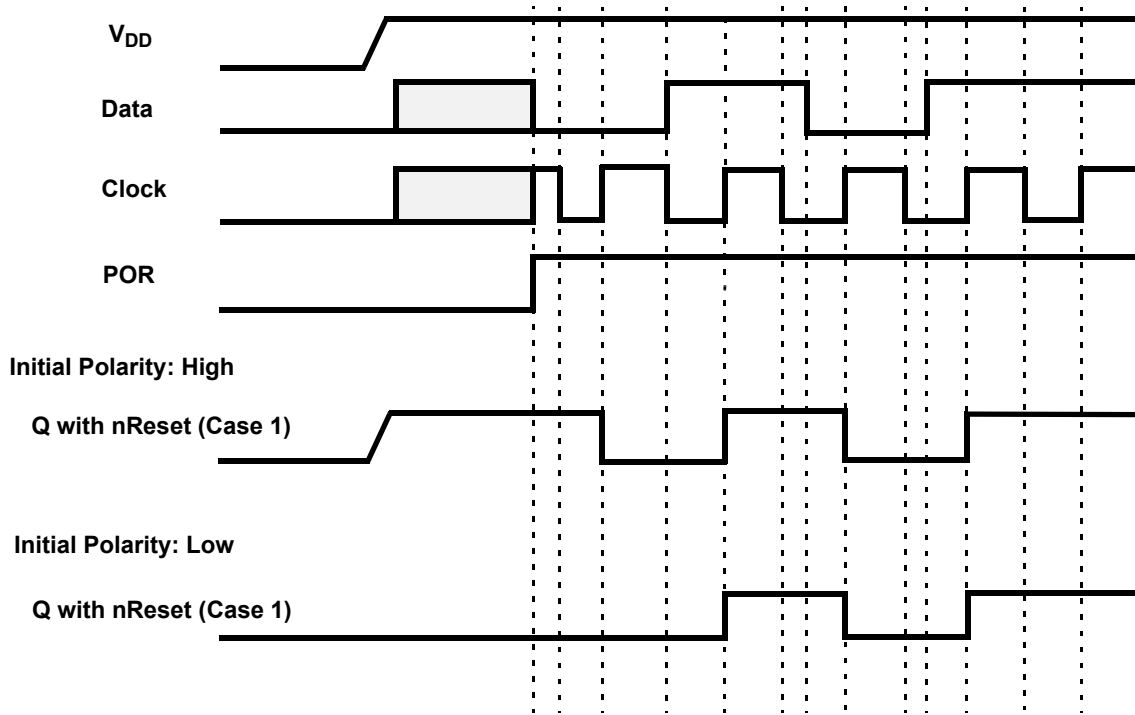 VDD
Data
Clock
POR
Initial Polarity: High
Q with nReset (Case 1)
Initial Polarity: Low
Q with nReset (Case 1)